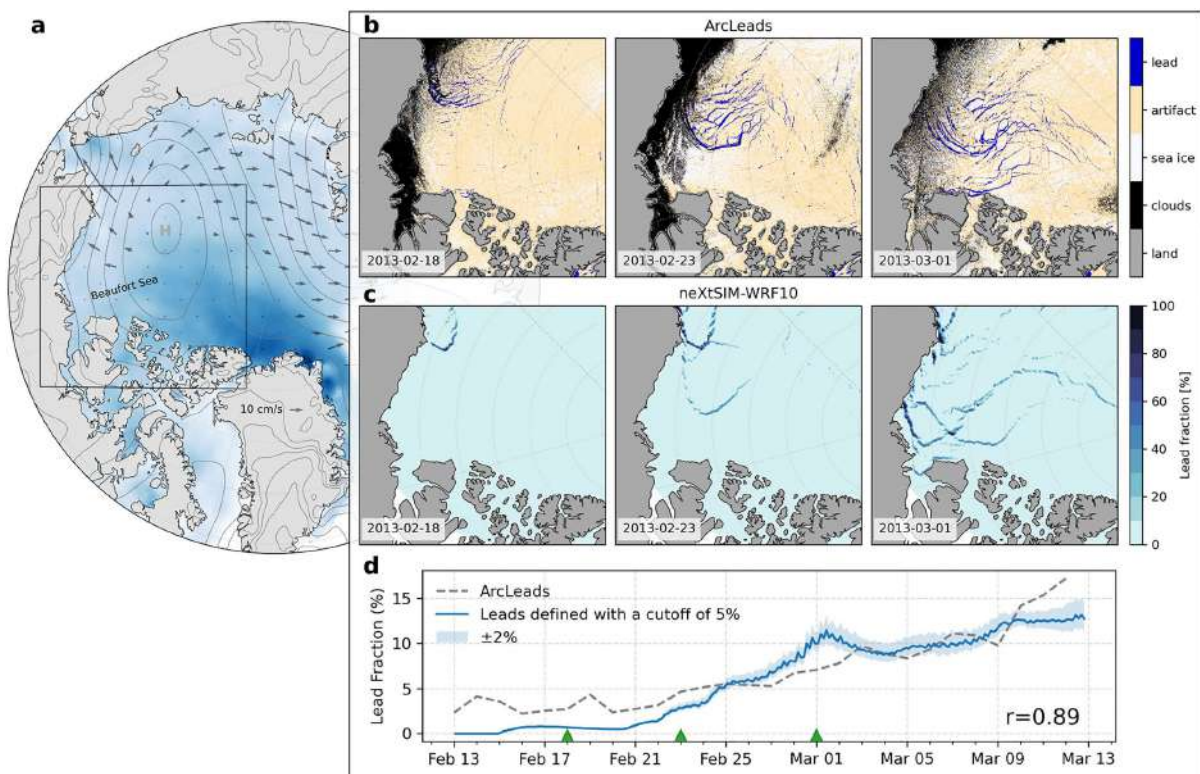 a
H
Beaufort Sea
10 cm/s
b
ArcLeads
2013-02-18
2013-02-23
2013-03-01
lead
artifact
sea ice
clouds
land
c
neXtSIM-WRF10
2013-02-18
2013-02-23
2013-03-01
100
80
60
40
20
0
Lead fraction [%]
d
ArcLeads
Leads defined with a cutoff of 5%
±2%
r=0.89
Lead Fraction (%)
15
10
5
0
Feb 13
Feb 17
Feb 21
Feb 25
Mar 01
Mar 05
Mar 09
Mar 13